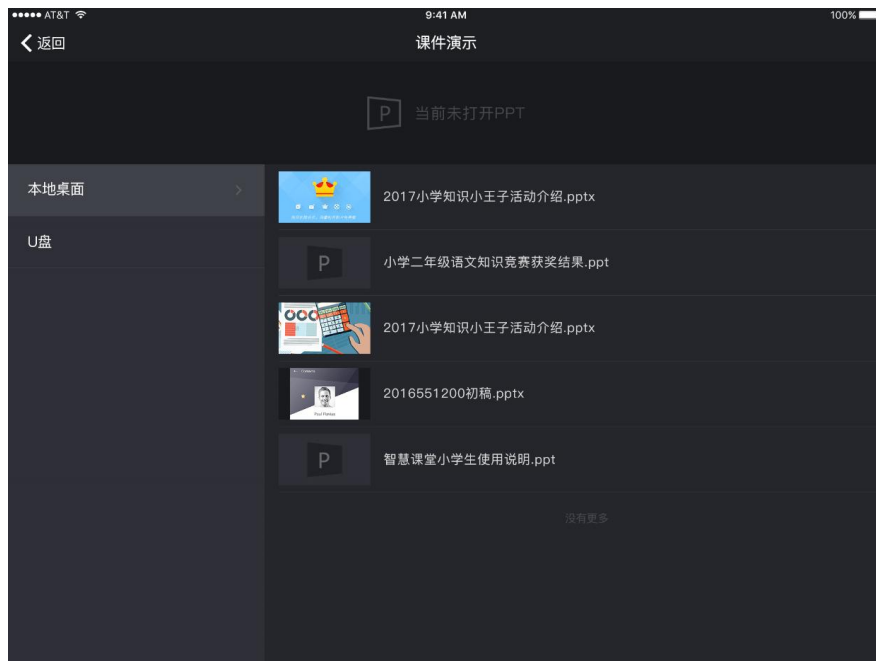 AT&T 9:41 AM 100%
返回 课件演示
P 当前未打开PPT
本地桌面
U盘
2017小学知识小王子活动介绍.pptx
P 小学二年级语文知识竞赛获奖结果.ppt
2017小学知识小王子活动介绍.pptx
2016551200初稿.pptx
P 智慧课堂小学生使用说明.ppt
没有更多